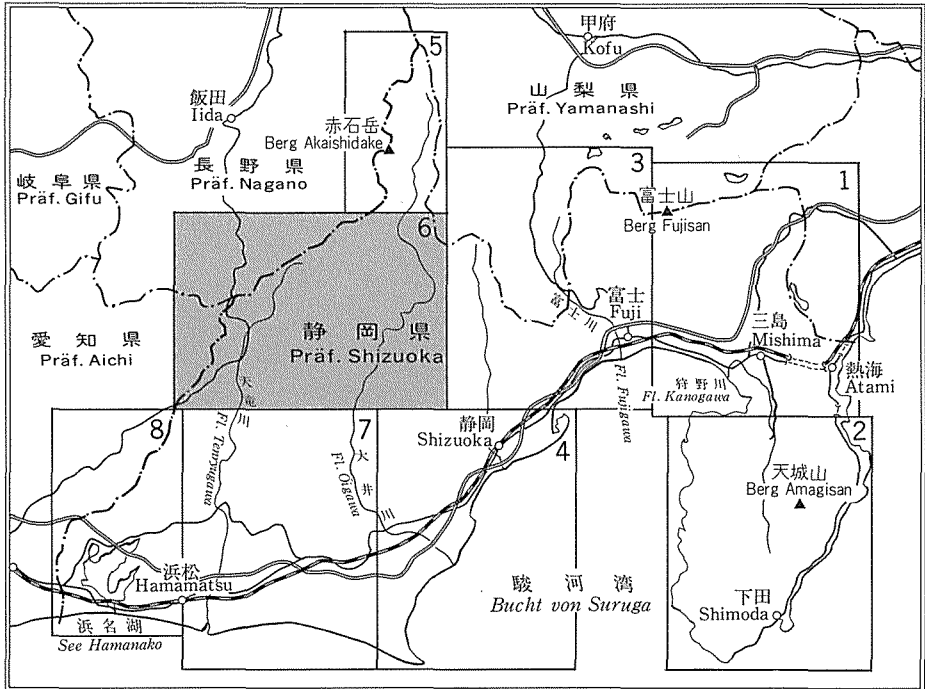 甲府
Kofu
5
飯田
Iida
山梨県
Präf. Yamanashi
赤石岳
Berg Akaishidake
長野県
Präf. Nagano
岐阜県
Präf. Gifu
3
1
富士山
Berg Fujisan
6
富士川
富士
Fuji
静岡県
Präf. Shizuoka
愛知県
Präf. Aichi
三島
Mishima
熱海
Atami
狩野川
Fl. Kanogawa
Fl. Fujigawa
天竜川
Fl. Tenryugawa
8
7
大井川
Fl. Oigawa
静岡
Shizuoka
4
2
天城山
Berg Amagisan
浜松
Hamamatsu
駿河湾
Bucht von Suruga
下田
Shimoda
浜名湖
See Hamanako